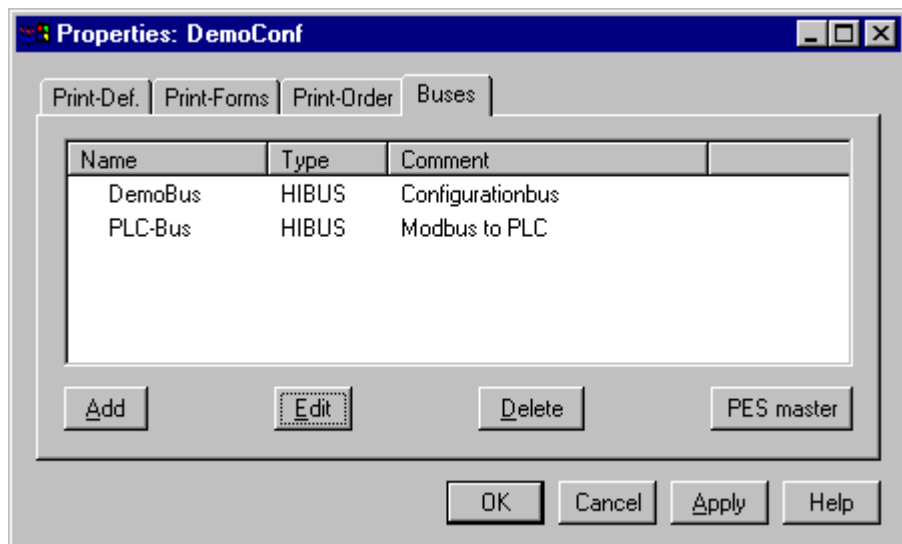 Properties: DemoConf
Print-Def. Print-Forms Print-Order Buses
Name Type Comment
DemoBus HIBUS Configurationbus
PLC-Bus HIBUS Modbus to PLC
Add Edit Delete PES master
OK Cancel Apply Help